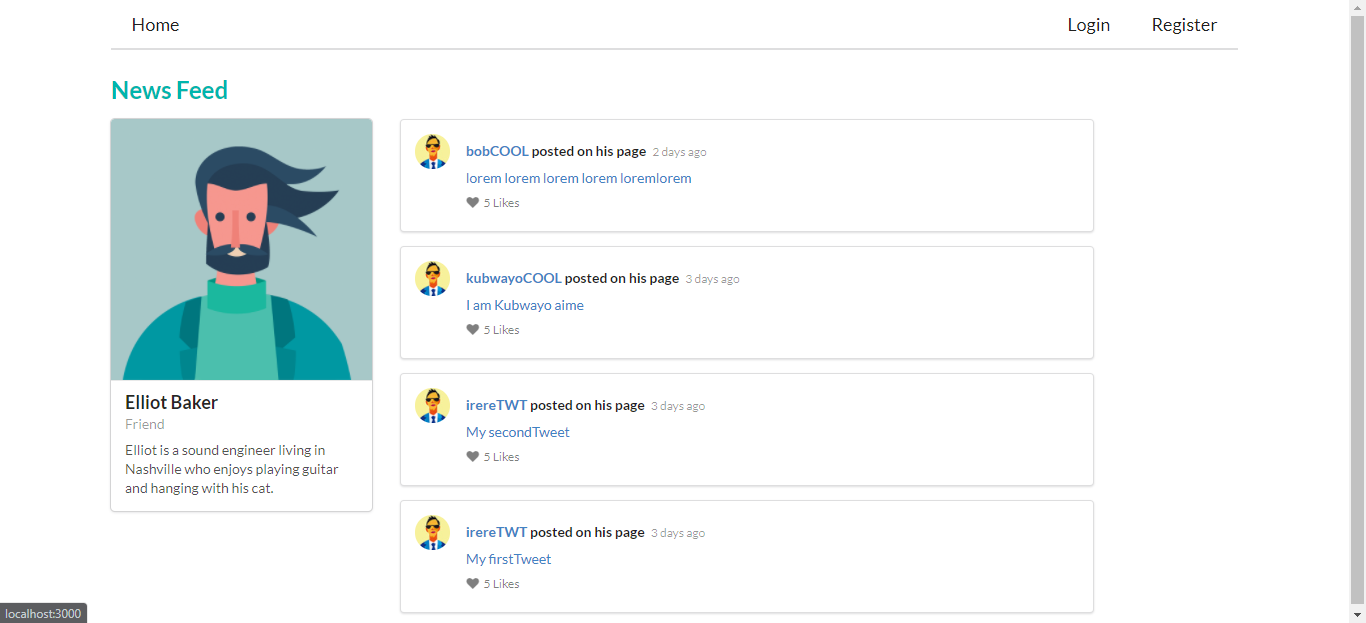 Home
Login
Register
News Feed
Elliot Baker
Friend
Elliot is a sound engineer living in
Nashville who enjoys playing guitar
and hanging with his cat.
bobCOOL posted on his page 2 days ago
lorem lorem lorem lorem loremlorem
5 Likes
kubwayoCOOL posted on his page 3 days ago
I am Kubwayo aime
5 Likes
irereTWT posted on his page 3 days ago
My secondTweet
5 Likes
irereTWT posted on his page 3 days ago
My firstTweet
5 Likes
localhost:3000